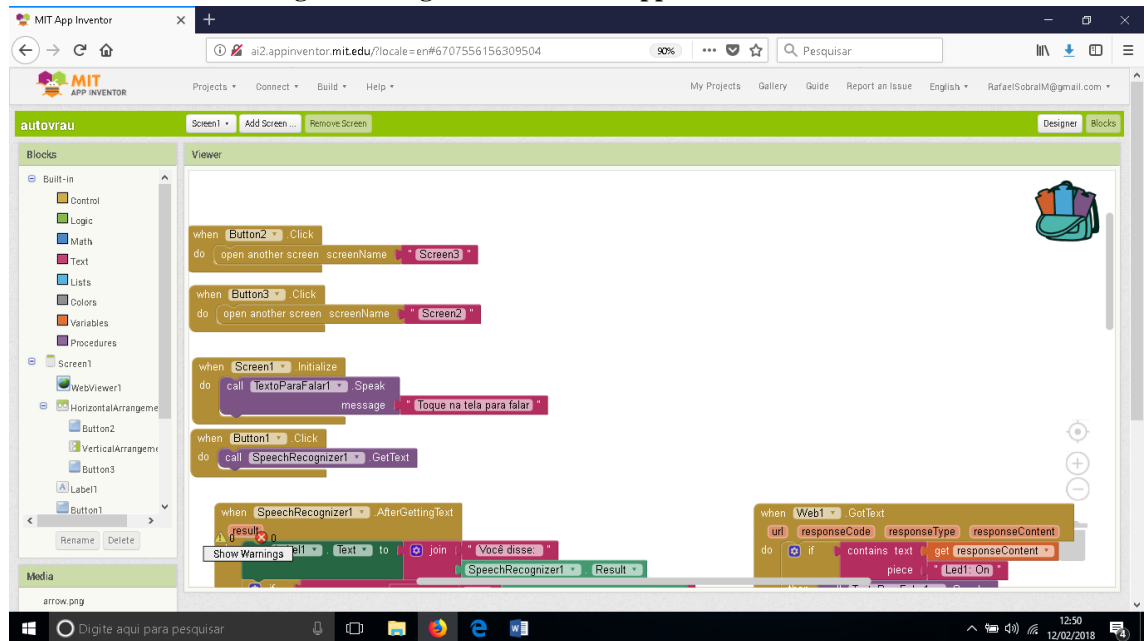 MIT App Inventor
ai2.appinventor.mit.edu/?locale=en#6707556156309504
90%
Pesquisar
MIT
APP INVENTOR
Projects
Connect
Build
Help
My Projects
Gallery
Guide
Report an Issue
English
RafaelSobralM@gmail.com
autovrau
Screen1
Add Screen ...
Remove Screen
Designer
Blocks
Blocks
Viewer
Built-in
Control
Logic
Math
Text
Lists
Colors
Variables
Procedures
Screen1
WebViewer1
HorizontalArrangeme
Button2
VerticalArrangeme
Button3
Label1
Button1
Rename Delete
Media
arrow.png
when Button2 .Click
do open another screen screenName " Screen3 "
when Button3 .Click
do open another screen screenName " Screen2 "
when Screen1 .Initialize
do call TextoParaFalar1 .Speak
message " Toque na tela para falar "
when Button1 .Click
do call SpeechRecognizer1 .GetText
when SpeechRecognizer1 .AfterGettingText
result
0 0
Show Warnings
el1 . Text to join " Você disse: "
SpeechRecognizer1 . Result
if
when Web1 .GotText
url responseCode responseType responseContent
do if contains text get responseContent
piece " Led1: On "
Digite aqui para pesquisar
12:50
12/02/2018